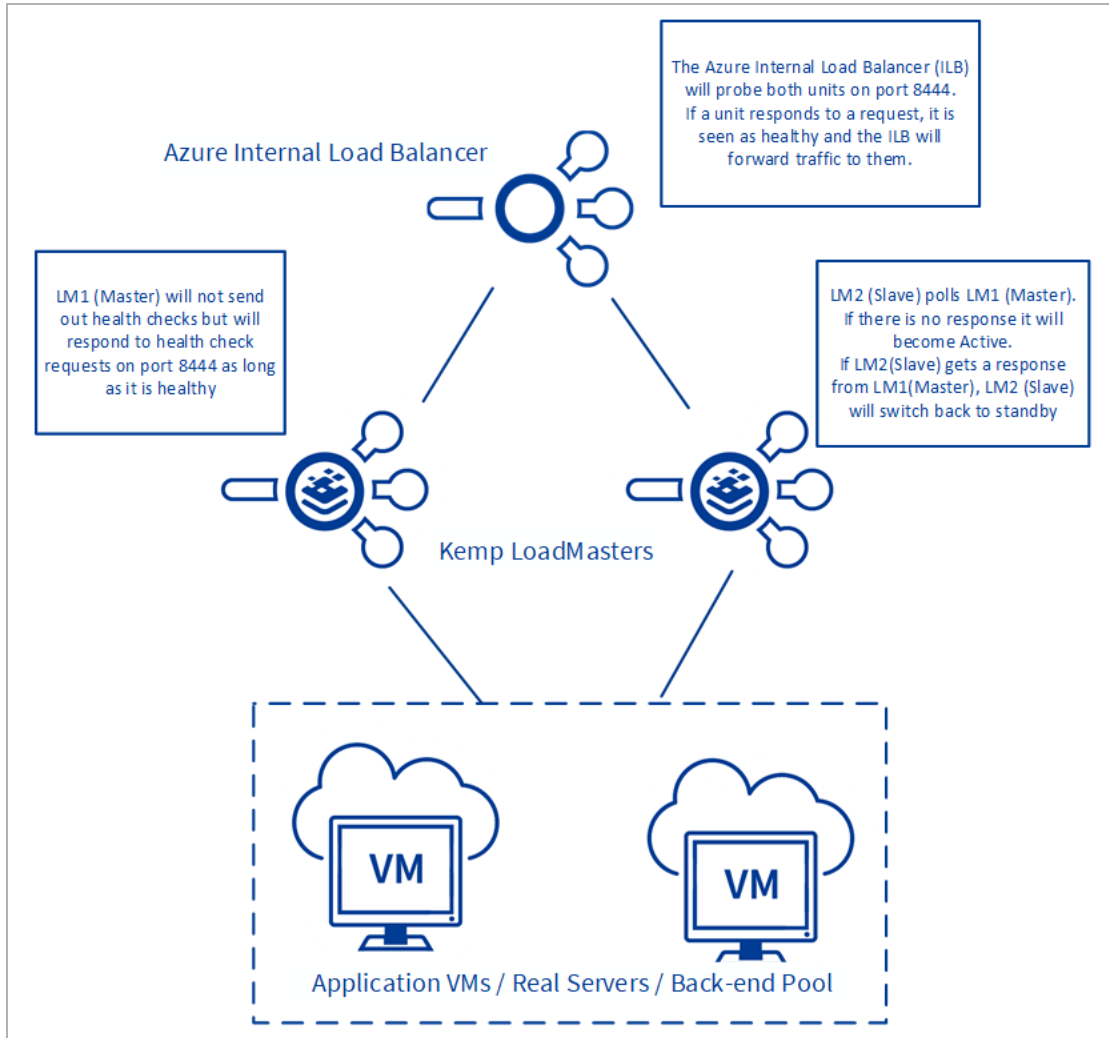 The Azure Internal Load Balancer (ILB)
will probe both units on port 8444.
If a unit responds to a request, it is
seen as healthy and the ILB will
forward traffic to them.
Azure Internal Load Balancer
LM1 (Master) will not send
out health checks but will
respond to health check
requests on port 8444 as long
as it is healthy
LM2 (Slave) polls LM1 (Master).
If there is no response it will
become Active.
If LM2(Slave) gets a response
from LM1(Master), LM2 (Slave)
will switch back to standby
Kemp LoadMasters
VM
VM
Application VMs / Real Servers / Back-end Pool